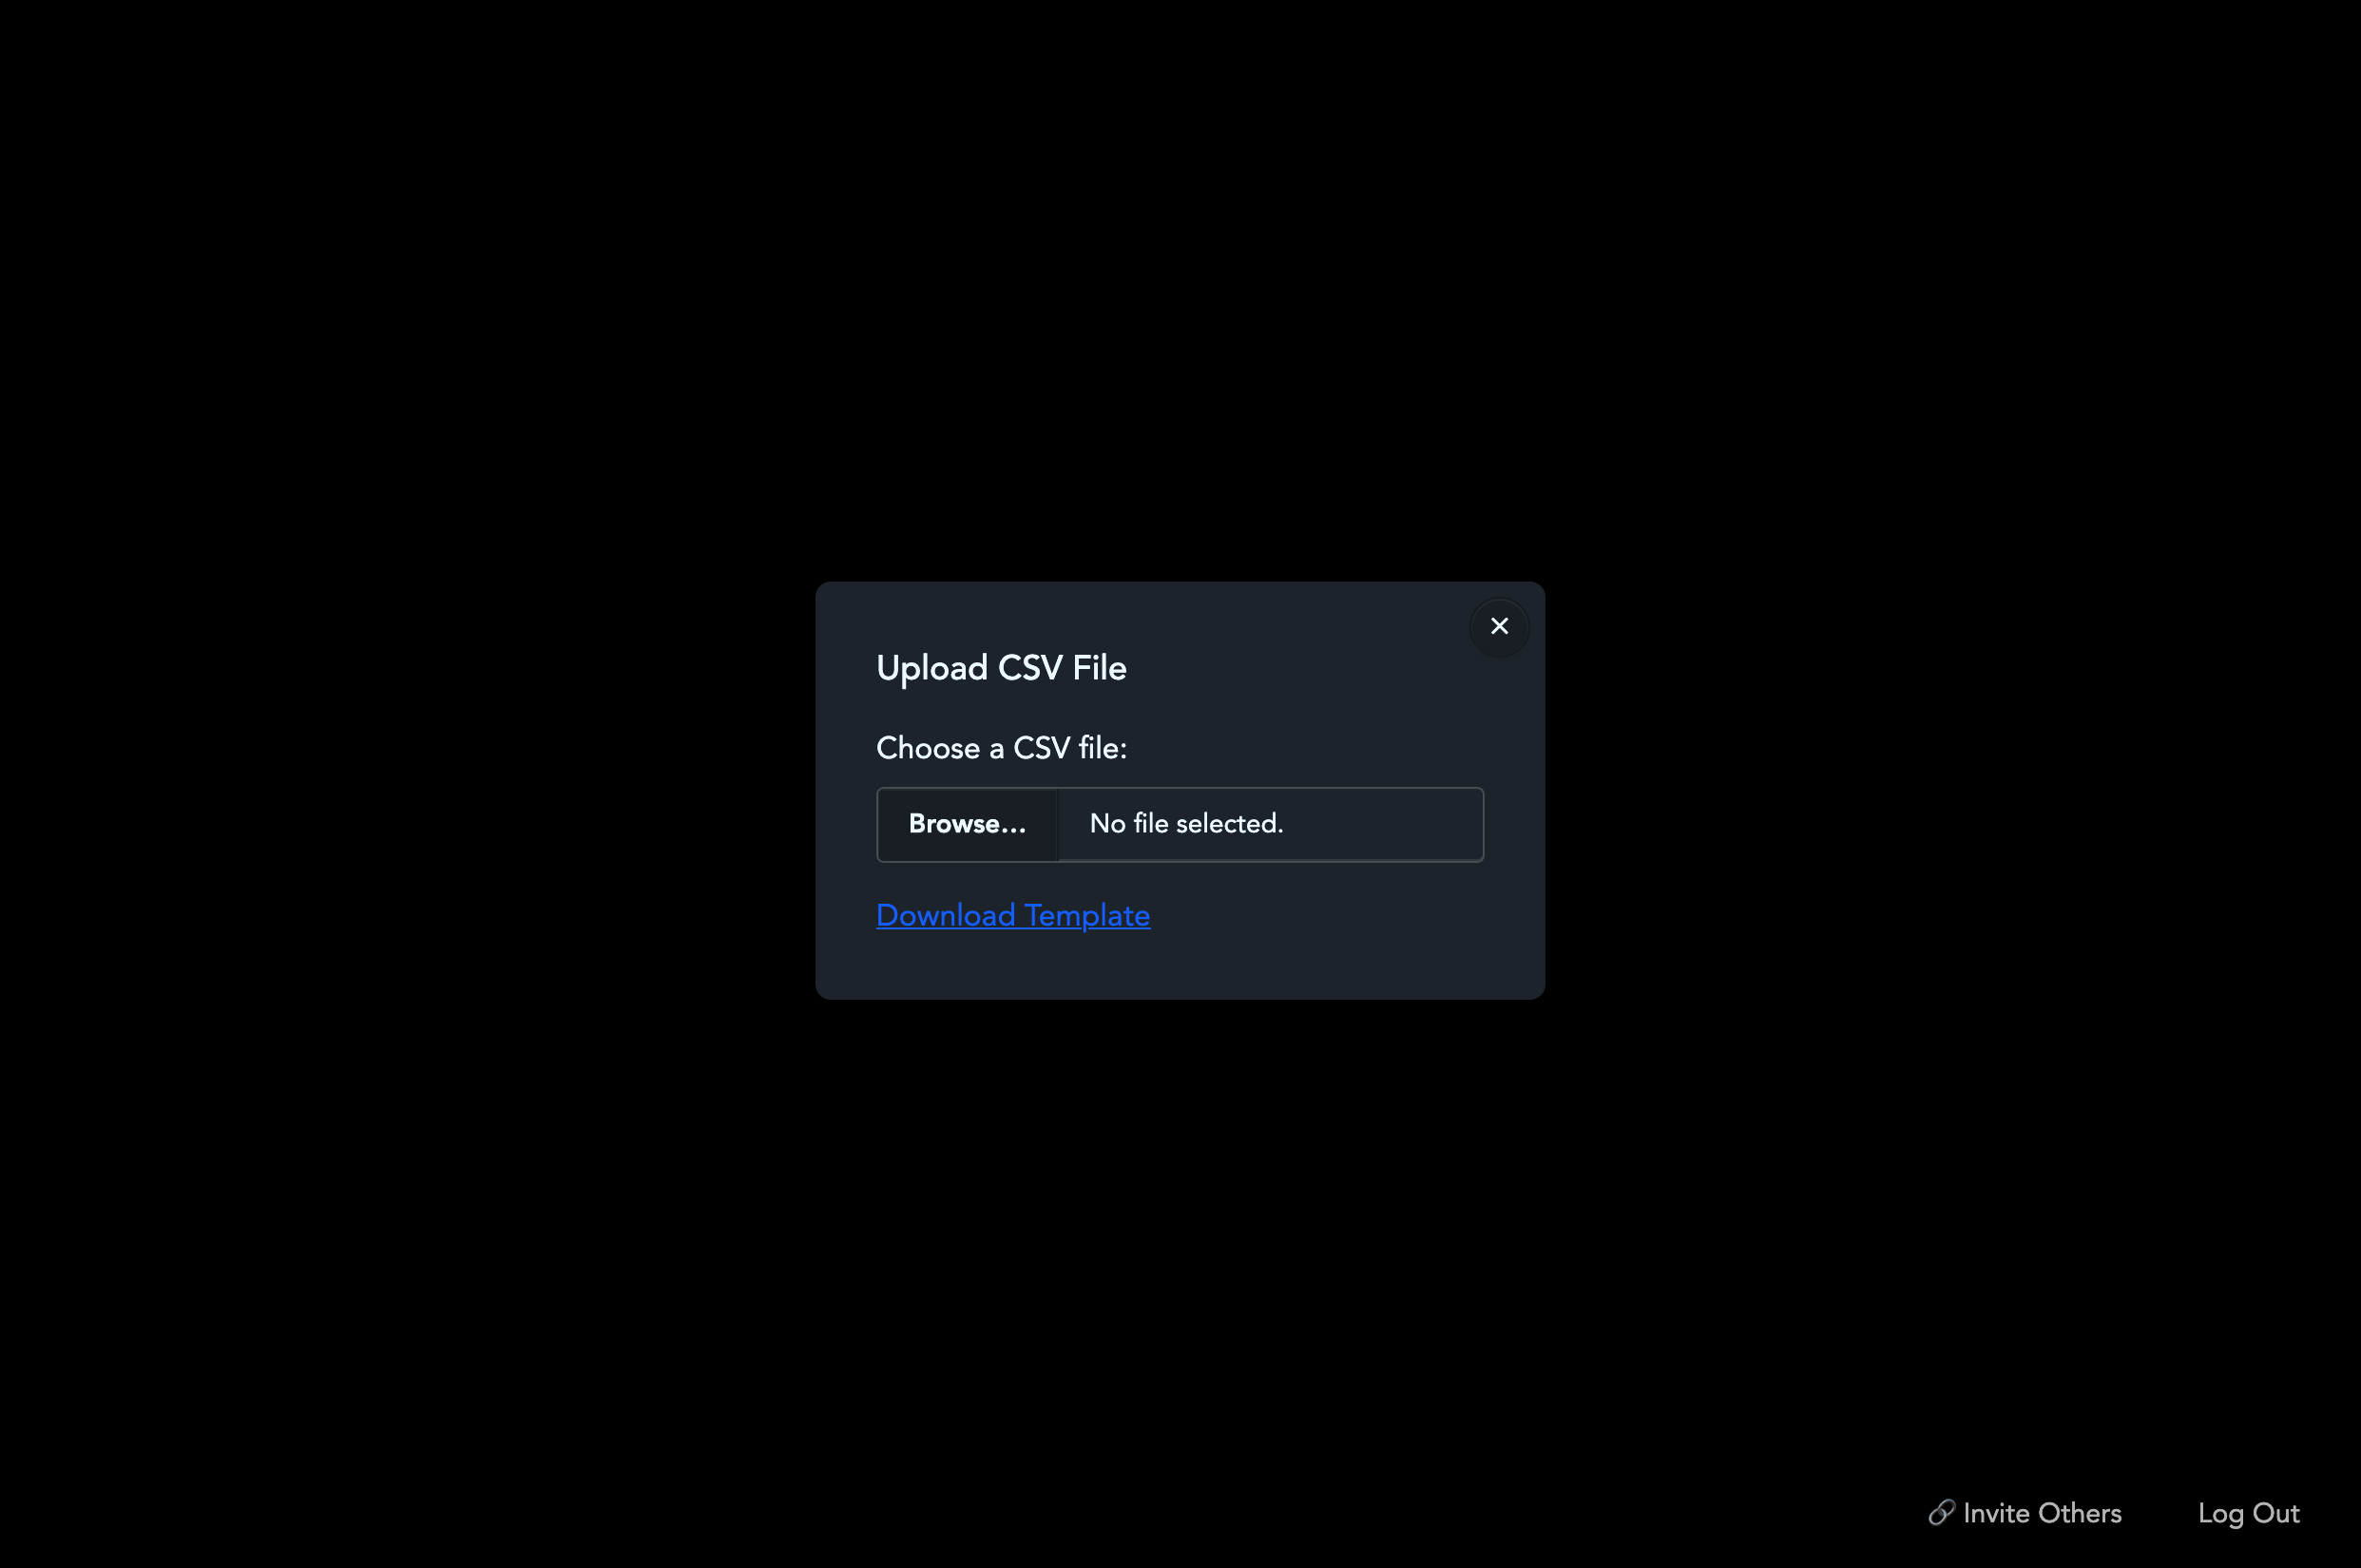 Upload CSV File
Choose a CSV file:
Browse... No file selected.
Download Template
Invite Others Log Out